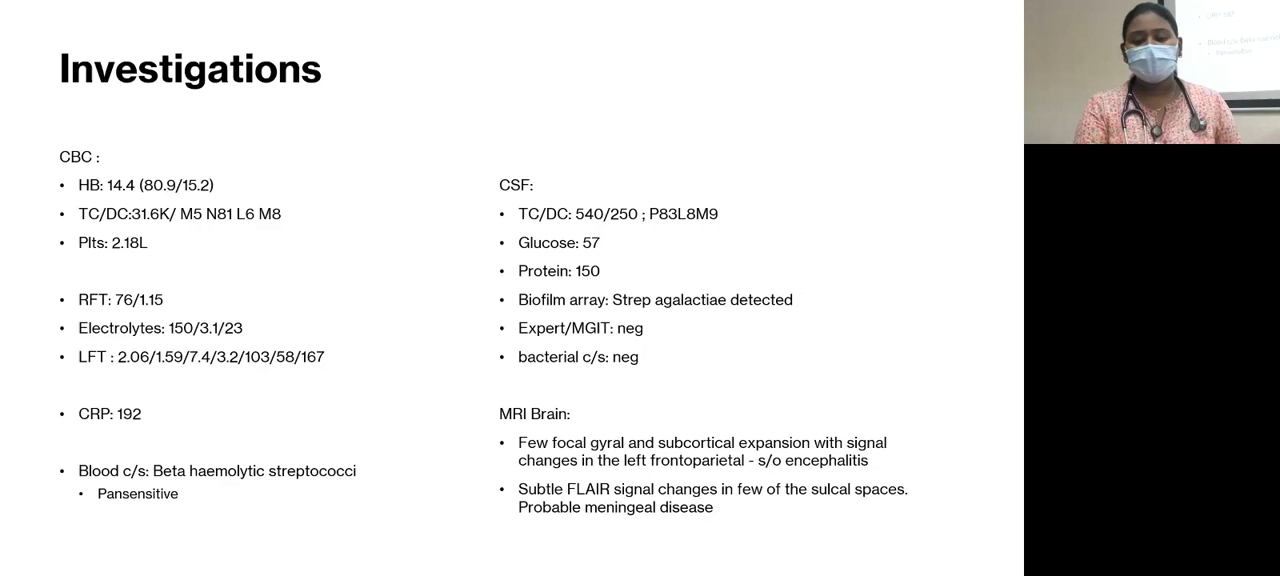 Investigations
CBC :
• HB: 14.4 (80.9/15.2)
• TC/DC:31.6K/ M5 N81 L6 M8
• Plts: 2.18L
• RFT: 76/1.15
• Electrolytes: 150/3.1/23
• LFT : 2.06/1.59/7.4/3.2/103/58/167
• CRP: 192
• Blood c/s: Beta haemolytic streptococci
• Pansensitive
CSF:
• TC/DC: 540/250 ; P83L8M9
• Glucose: 57
• Protein: 150
• Biofilm array: Strep agalactiae detected
• Expert/MGIT: neg
• bacterial c/s: neg
MRI Brain:
• Few focal gyral and subcortical expansion with signal
changes in the left frontoparietal - s/o encephalitis
• Subtle FLAIR signal changes in few of the sulcal spaces.
Probable meningeal disease